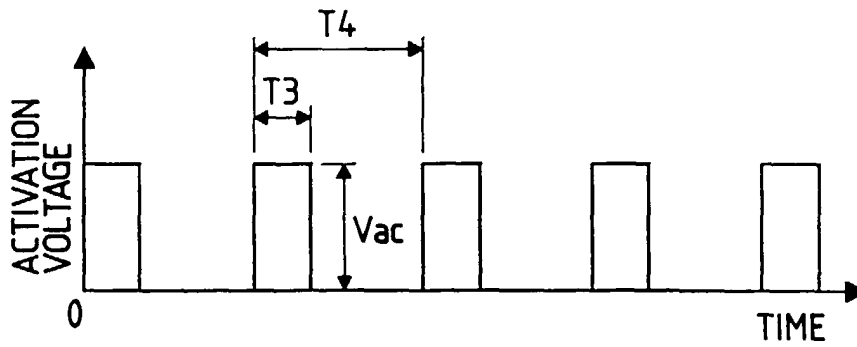 T4
T3
ACTIVATION
VOLTAGE
Vac
0
TIME